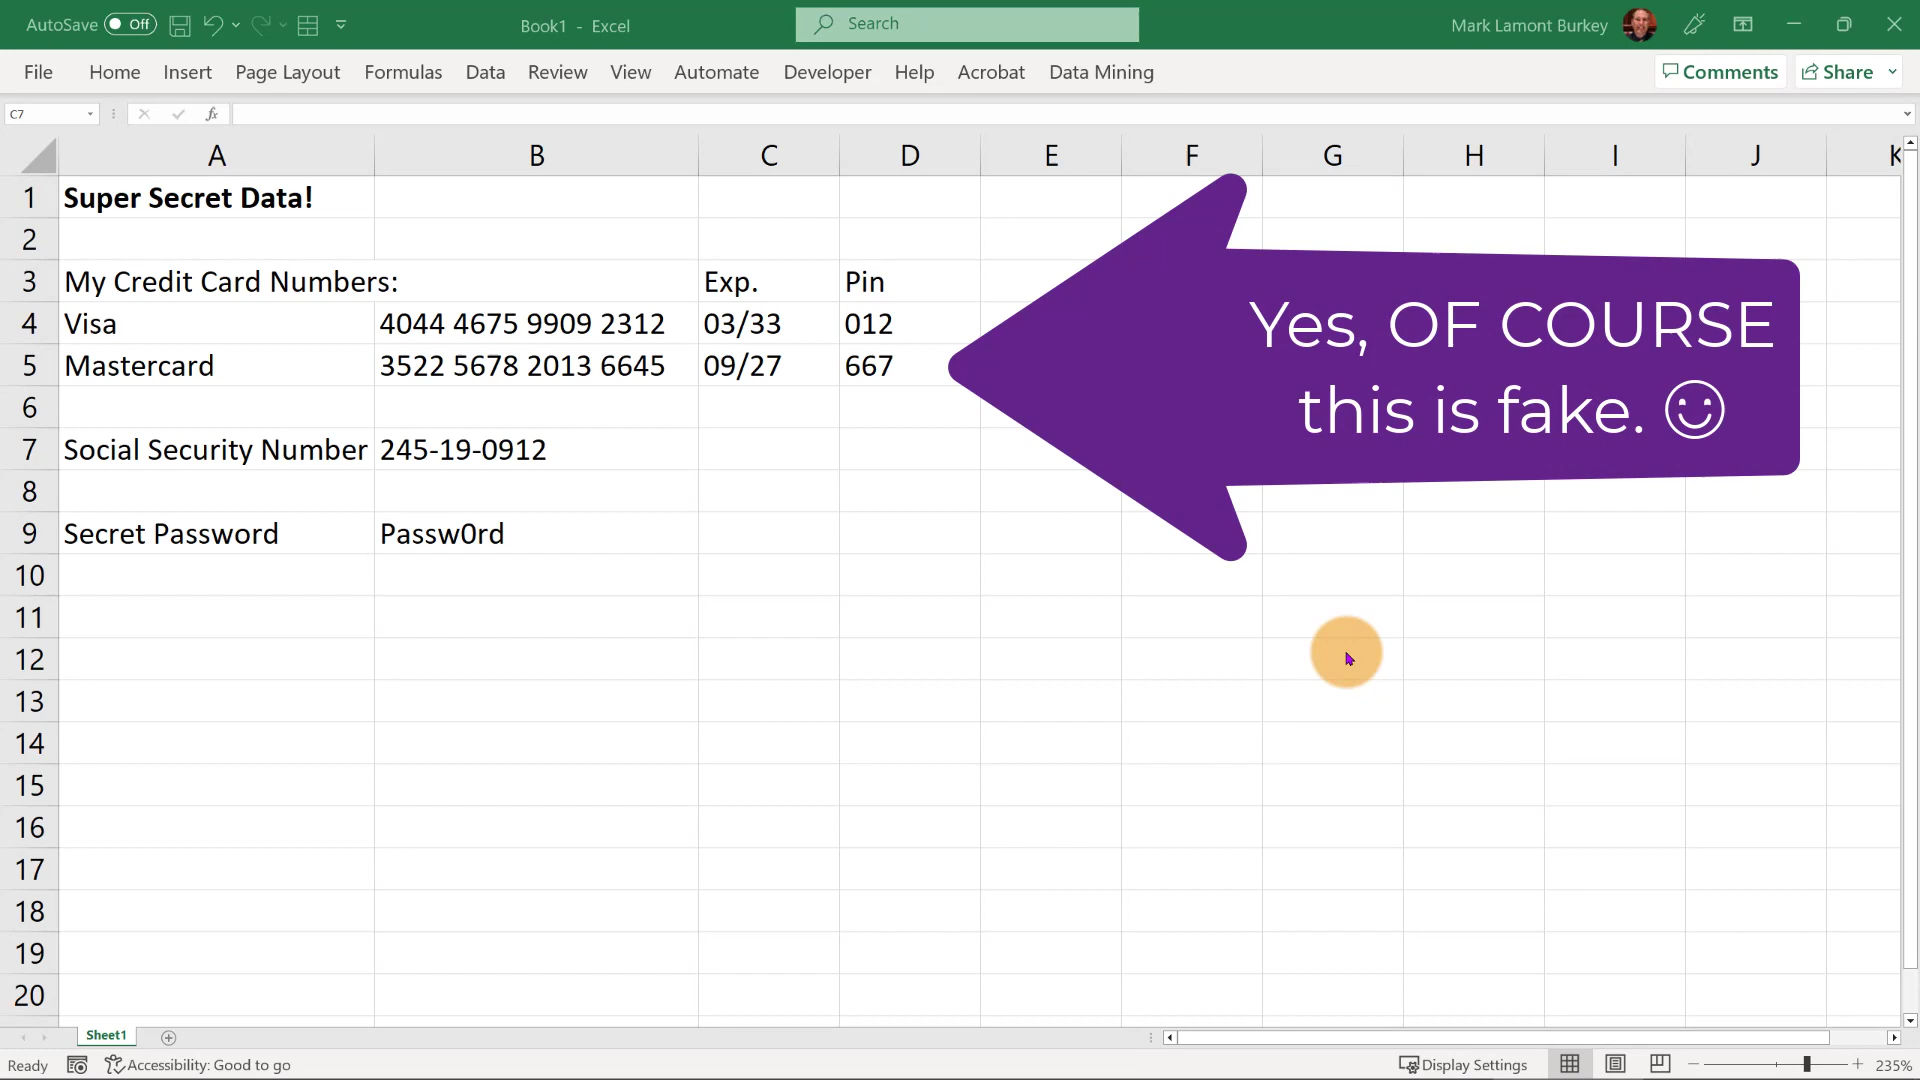 AutoSave Off Book1 - Excel Search Mark Lamont Burkey
File Home Insert Page Layout Formulas Data Review View Automate Developer Help Acrobat Data Mining Comments Share
C7 fx
A B C D E F G H I J K
1 Super Secret Data!
2
3 My Credit Card Numbers: Exp. Pin
4 Visa 4044 4675 9909 2312 03/33 012
5 Mastercard 3522 5678 2013 6645 09/27 667
6
7 Social Security Number 245-19-0912
8
9 Secret Password Passw0rd
10
11
12
13
14
15
16
17
18
19
20
Yes, OF COURSE
this is fake. ☺
Sheet1
Ready Accessibility: Good to go Display Settings 235%